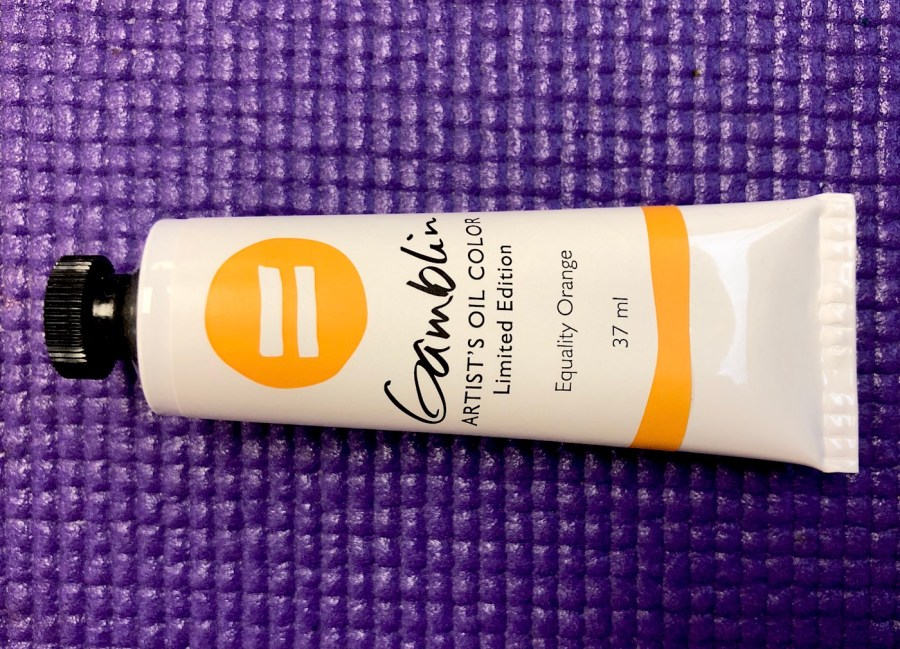 Gamblin
ARTIST'S OIL COLOR
Limited Edition
Equality Orange
37 ml